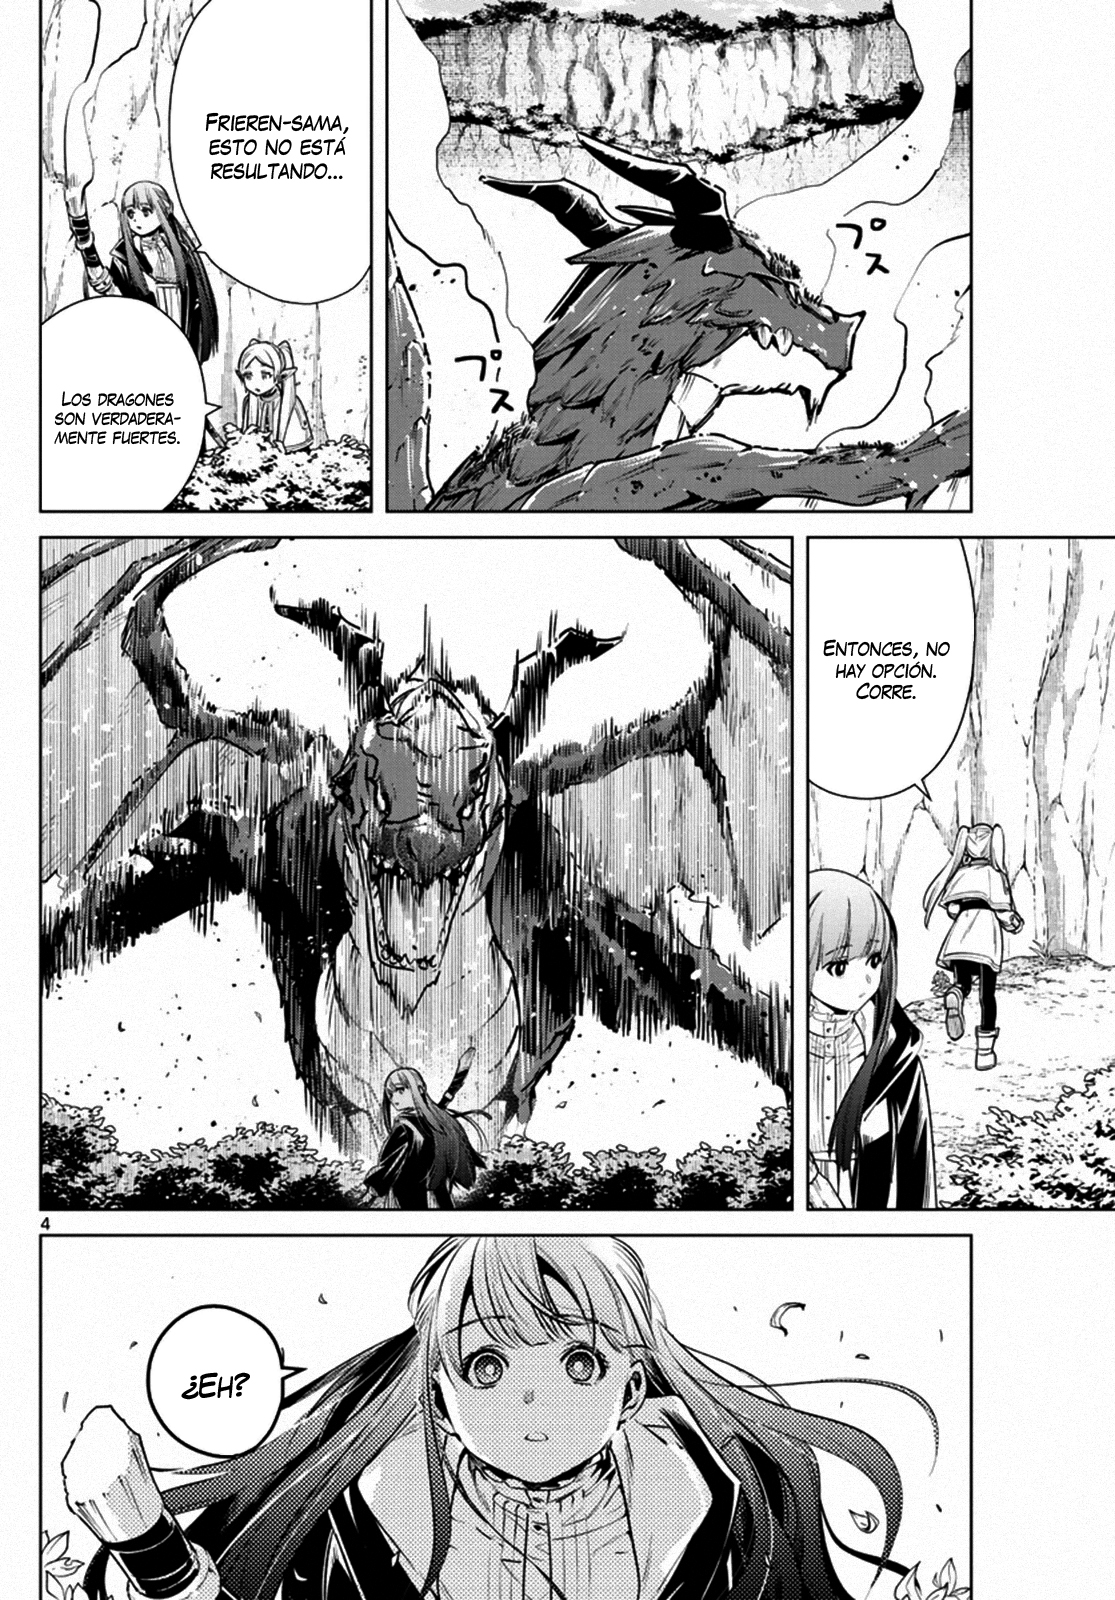 プス
プス
Frieren-sama,
esto no está
resultando...
Los dragones
son verdadera-
mente fuertes.
Entonces, no
hay opción.
Corre.
4
¿Eh?